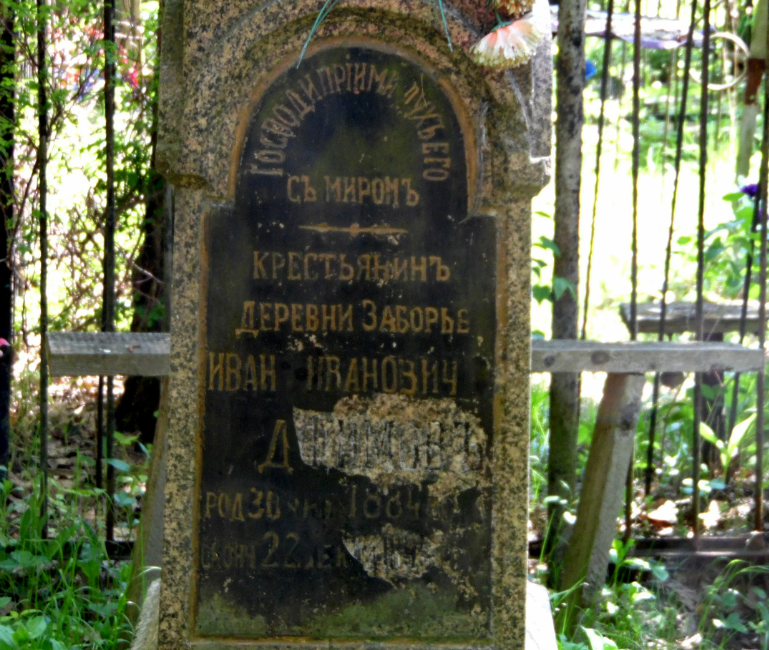 ГОСПОДИ ПРІИМИ ДУХЪ ЕГО
СЪ МИРОМЪ
КРЕСТЬЯНИНЪ
ДЕРЕВНИ ЗАБОРЬЕ
ИВАН ИВАНОВИЧ
РОД 30 1884
22